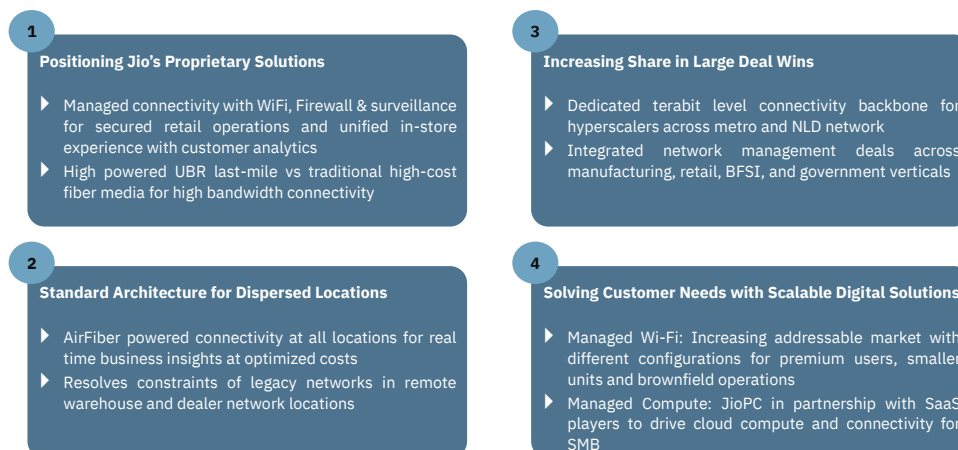 1
Positioning Jio’s Proprietary Solutions
Managed connectivity with WiFi, Firewall & surveillance
for secured retail operations and unified in-store
experience with customer analytics
High powered UBR last-mile vs traditional high-cost
fiber media for high bandwidth connectivity
2
Standard Architecture for Dispersed Locations
AirFiber powered connectivity at all locations for real
time business insights at optimized costs
Resolves constraints of legacy networks in remote
warehouse and dealer network locations
3
Increasing Share in Large Deal Wins
Dedicated terabit level connectivity backbone for
hyperscalers across metro and NLD network
Integrated network management deals across
manufacturing, retail, BFSI, and government verticals
4
Solving Customer Needs with Scalable Digital Solutions
Managed Wi-Fi: Increasing addressable market with
different configurations for premium users, smaller
units and brownfield operations
Managed Compute: JioPC in partnership with SaaS
players to drive cloud compute and connectivity for
SMB